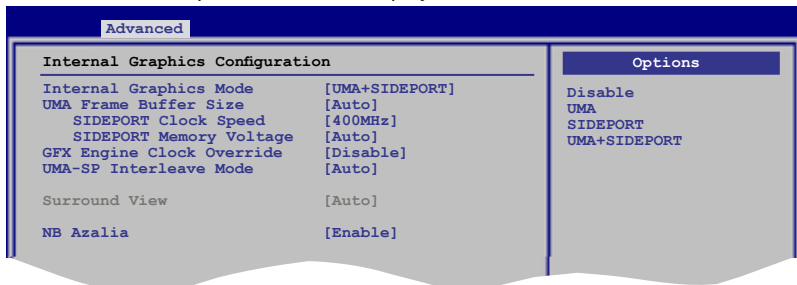 Advanced
Internal Graphics Configuration
Internal Graphics Mode [UMA+SIDEPORT]
UMA Frame Buffer Size [Auto]
SIDEPORT Clock Speed [400MHz]
SIDEPORT Memory Voltage [Auto]
GFX Engine Clock Override [Disable]
UMA-SP Interleave Mode [Auto]
Surround View [Auto]
NB Azalia [Enable]
Options
Disable
UMA
SIDEPORT
UMA+SIDEPORT